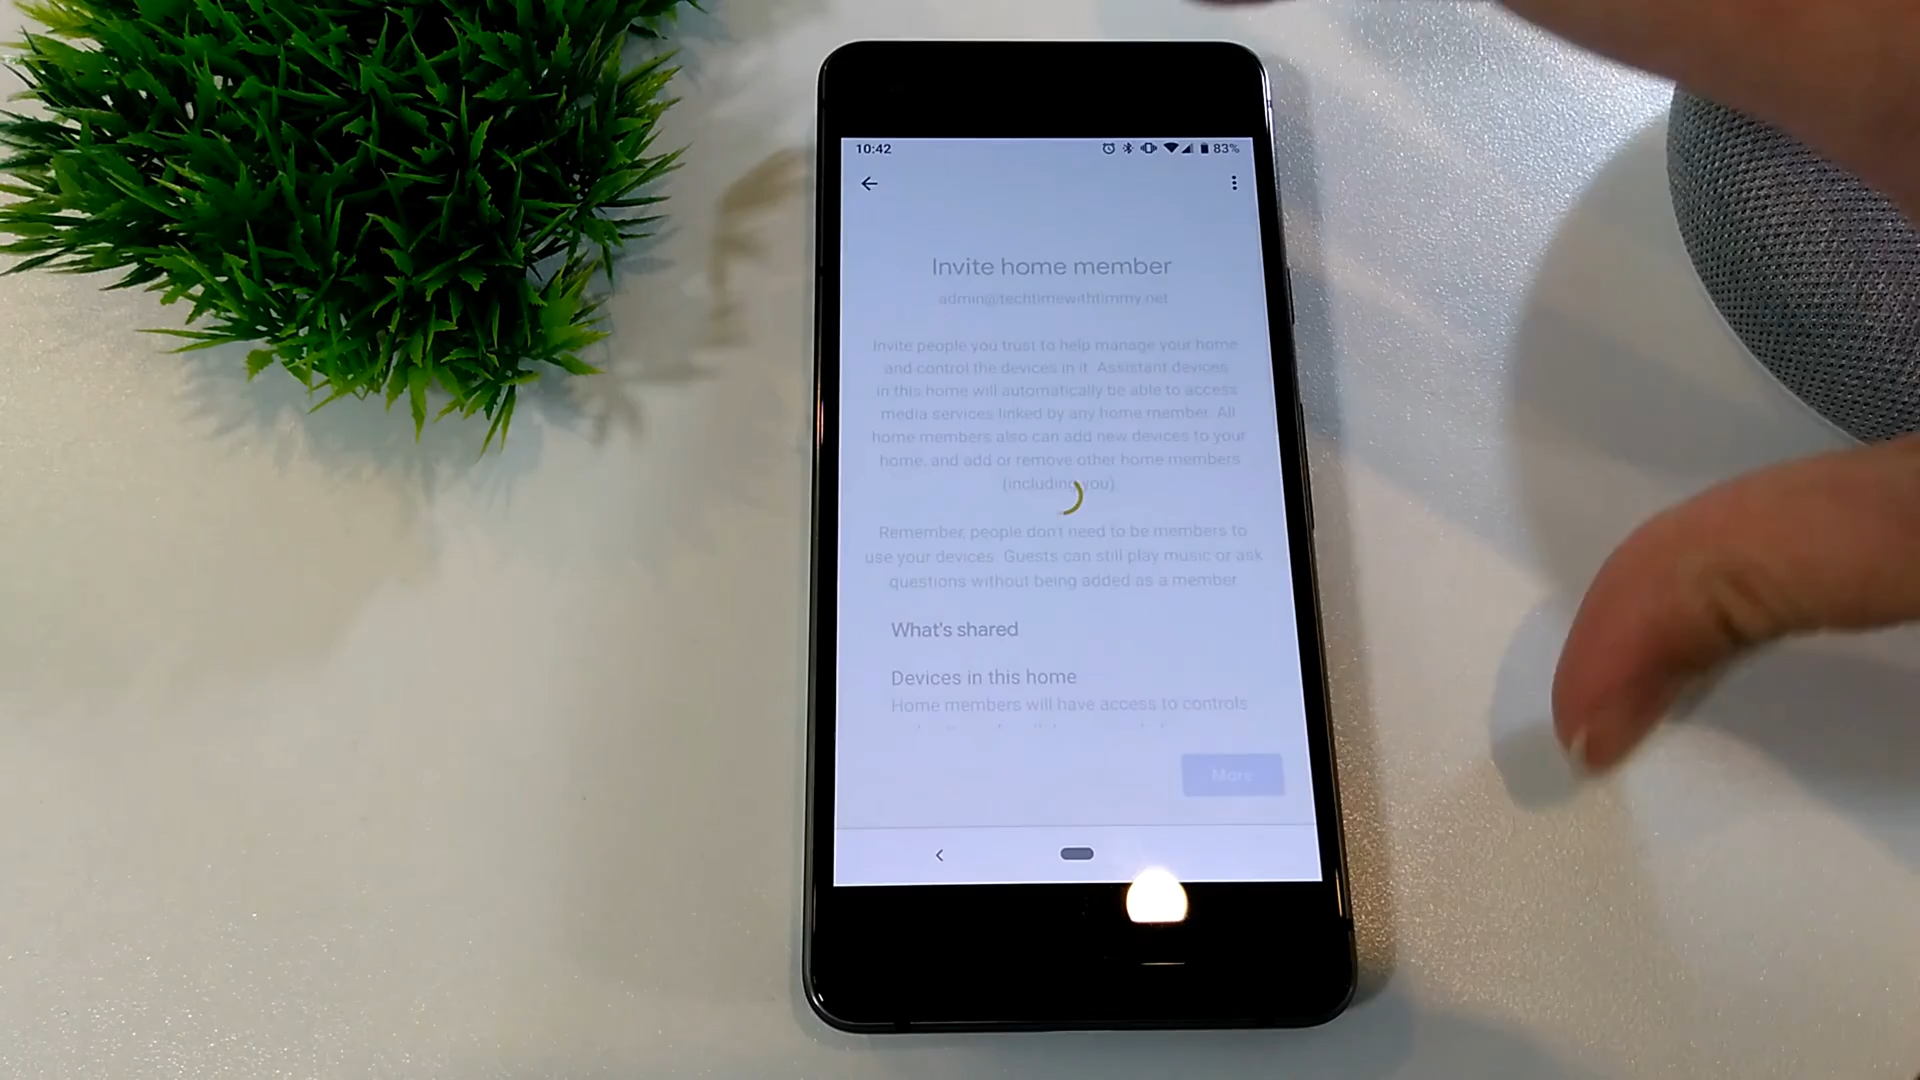 10:42
83%
Invite home member
admin@techtimewithtimmy.net
Invite people you trust to help manage your home
and control the devices in it. Assistant devices
in this home will automatically be able to access
media services linked by any home member. All
home members also can add new devices to your
home, and add or remove other home members
(including you)
Remember, people don't need to be members to
use your devices. Guests can still play music or ask
questions without being added as a member
What's shared
Devices in this home
Home members will have access to controls
More